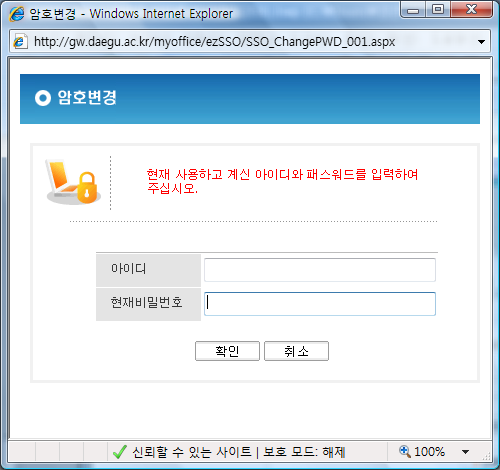 암호변경 - Windows Internet Explorer
http://gw.daegu.ac.kr/myoffice/ezSSO/SSO_ChangePWD_001.aspx
암호변경
현재 사용하고 계신 아이디와 패스워드를 입력하여
주십시오.
아이디
현재비밀번호
확인 취소
신뢰할 수 있는 사이트 | 보호 모드: 해제 100%